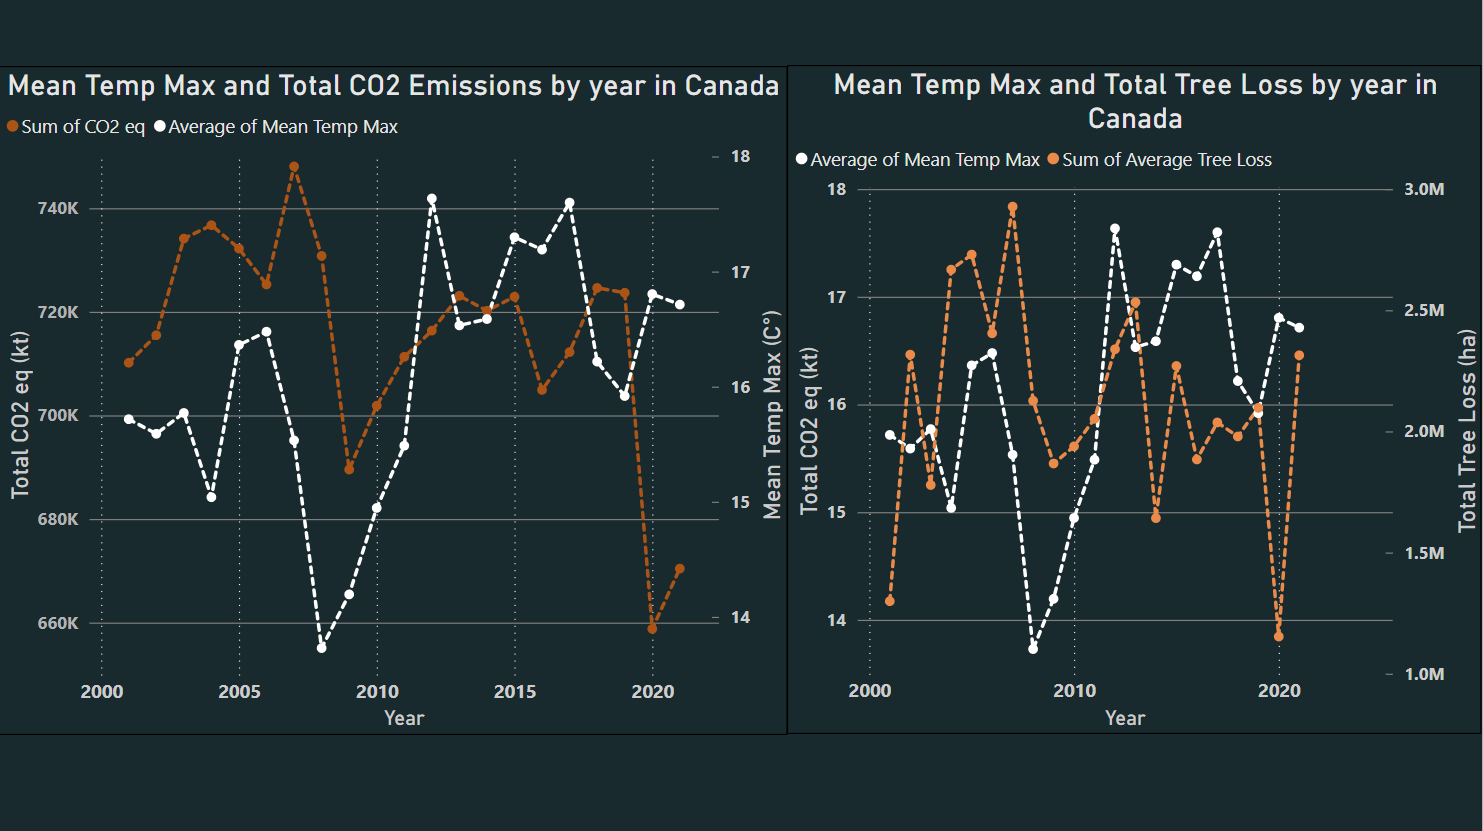 Mean Temp Max and Total CO2 Emissions by year in Canada
Sum of CO2 eq Average of Mean Temp Max
18
740K
17
720K
Total CO2 eq (kt)
Mean Temp Max (C°)
16
700K
15
680K
14
660K
2000 2005 2010 2015 2020
Year
Mean Temp Max and Total Tree Loss by year in
Canada
Average of Mean Temp Max Sum of Average Tree Loss
18 3.0M
17
2.5M
Total CO2 eq (kt)
Total Tree Loss (ha)
16
2.0M
15
1.5M
14
1.0M
2000 2010 2020
Year